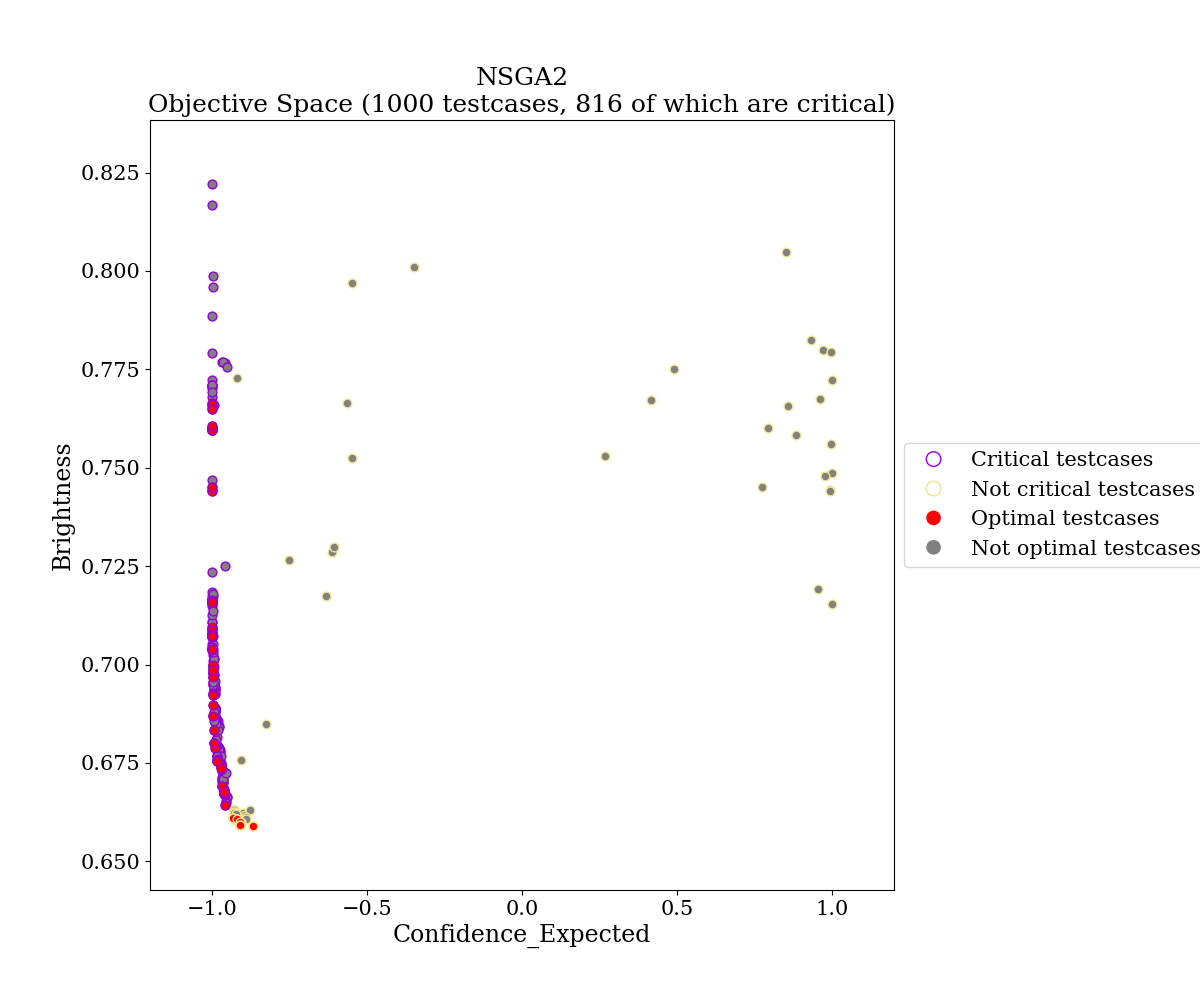 NSGA2
Objective Space (1000 testcases, 816 of which are critical)
0.825
0.800
0.775
0.750
0.725
0.700
0.675
0.650
Brightness
−1.0
−0.5
0.0
0.5
1.0
Confidence_Expected
Critical testcases
Not critical testcases
Optimal testcases
Not optimal testcases